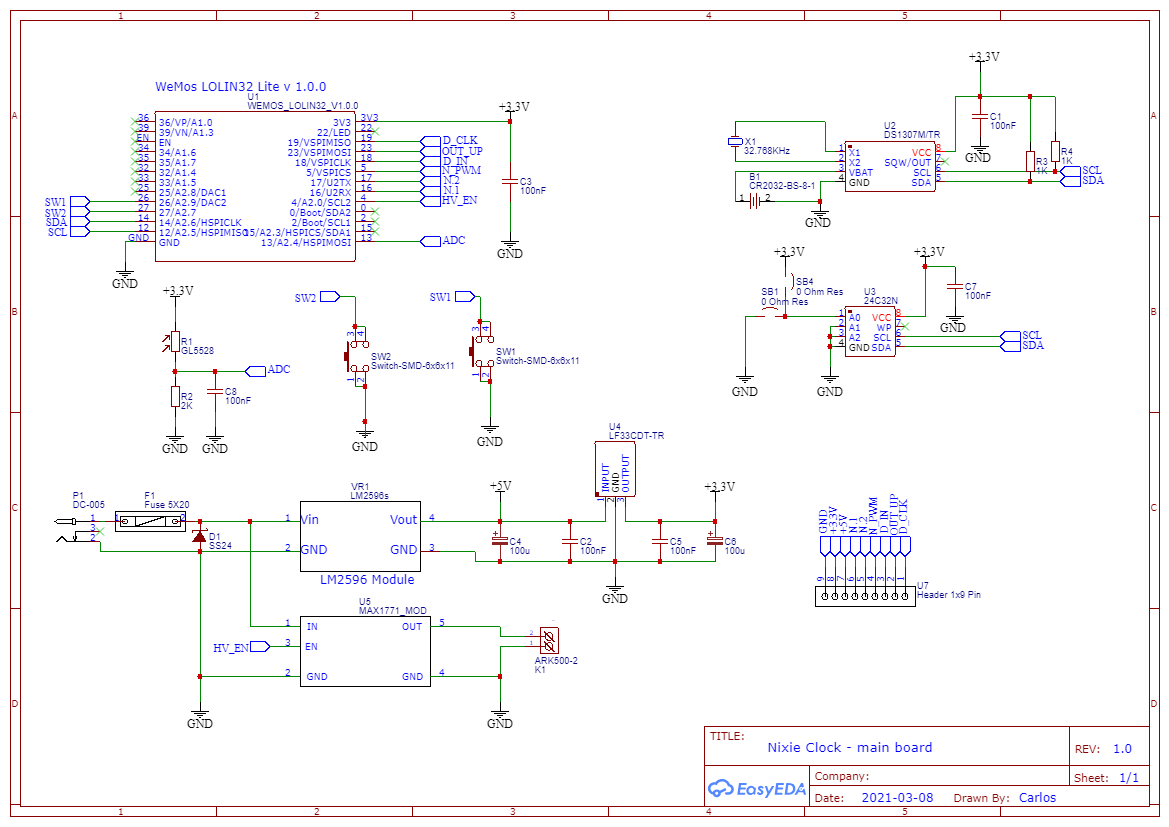 1 2 3 4 5
A
B
C
D
WeMos LOLIN32 Lite v 1.0.0
U1
WEMOS_LOLIN32_V1.0.0
36 36/VP/A1.0
39 39/VN/A1.3
EN EN
34 34/A1.6
35 35/A1.7
32 32/A1.4
33 33/A1.5
25 25/A2.8/DAC1
SW1 26 26/A2.9/DAC2
SW2 27 27/A2.7
SDA 14 14/A2.6/HSPICLK
SCL 12 12/A2.5/HSPIMISO
GND GND
3V3 3V3
22/LED 22
19/VSPIMISO 19 D_CLK
23/VSPIMOSI 23 OUT_UP
18/VSPICLK 18 D_IN
5/VSPICS 5 N_PWM
17/U2TX 17 N.2
16/U2RX 16 N.1
4/A2.0/SCL2 4 HV_EN
0/Boot/SDA2 0
2/Boot/SCL1 2
15/A2.3/HSPICS/SDA1 15
13/A2.4/HSPIMOSI 13 ADC
GND
+3.3V
C3
100nF
GND
+3.3V
C1
100nF
GND
U2
DS1307M/TR
1 X1
2 X2
3 VBAT
4 GND
VCC 8
SQW/OUT 7
SCL 6
SDA 5
X1
32.768KHz
B1
CR2032-BS-8-1
1 2
GND
R3
1K
R4
1K
SCL
SDA
+3.3V
SB4
0 Ohm Res
SB1
0 Ohm Res
GND
U3
24C32N
1 A0
2 A1
3 A2
4 GND
VCC 8
WP 7
SCL 6
SDA 5
GND
+3.3V
C7
100nF
GND
SCL
SDA
+3.3V
R1
GL5528
ADC
R2
2K
C8
100nF
GND
GND
SW2
3 4
SW2
Switch-SMD-6x6x11
1 2
GND
SW1
3 4
SW1
Switch-SMD-6x6x11
1 2
GND
P1
DC-005
1
3
2
F1
Fuse 5X20
1 2
D1
SS24
VR1
LM2596s
1 Vin
2 GND
Vout 4
GND 3
LM2596 Module
+5V
C4
100u
C2
100nF
U4
LF33CDT-TR
INPUT
GND
OUTPUT
1 2 3
GND
C5
100nF
+3.3V
C6
100u
U5
MAX1771_MOD
1 IN
HV_EN 3 EN
2 GND
OUT 5
GND 4
2
1
ARK500-2
K1
GND
GND
GND
+3.3V
+5V
N.1
N.2
N_PWM
D_IN
OUT_UP
D_CLK
9 8 7 6 5 4 3 2 1
U7
Header 1x9 Pin
TITLE:
Nixie Clock - main board
REV: 1.0
EasyEDA
Company:
Sheet: 1/1
Date: 2021-03-08 Drawn By: Carlos
A
B
C
D
1 2 3 4 5